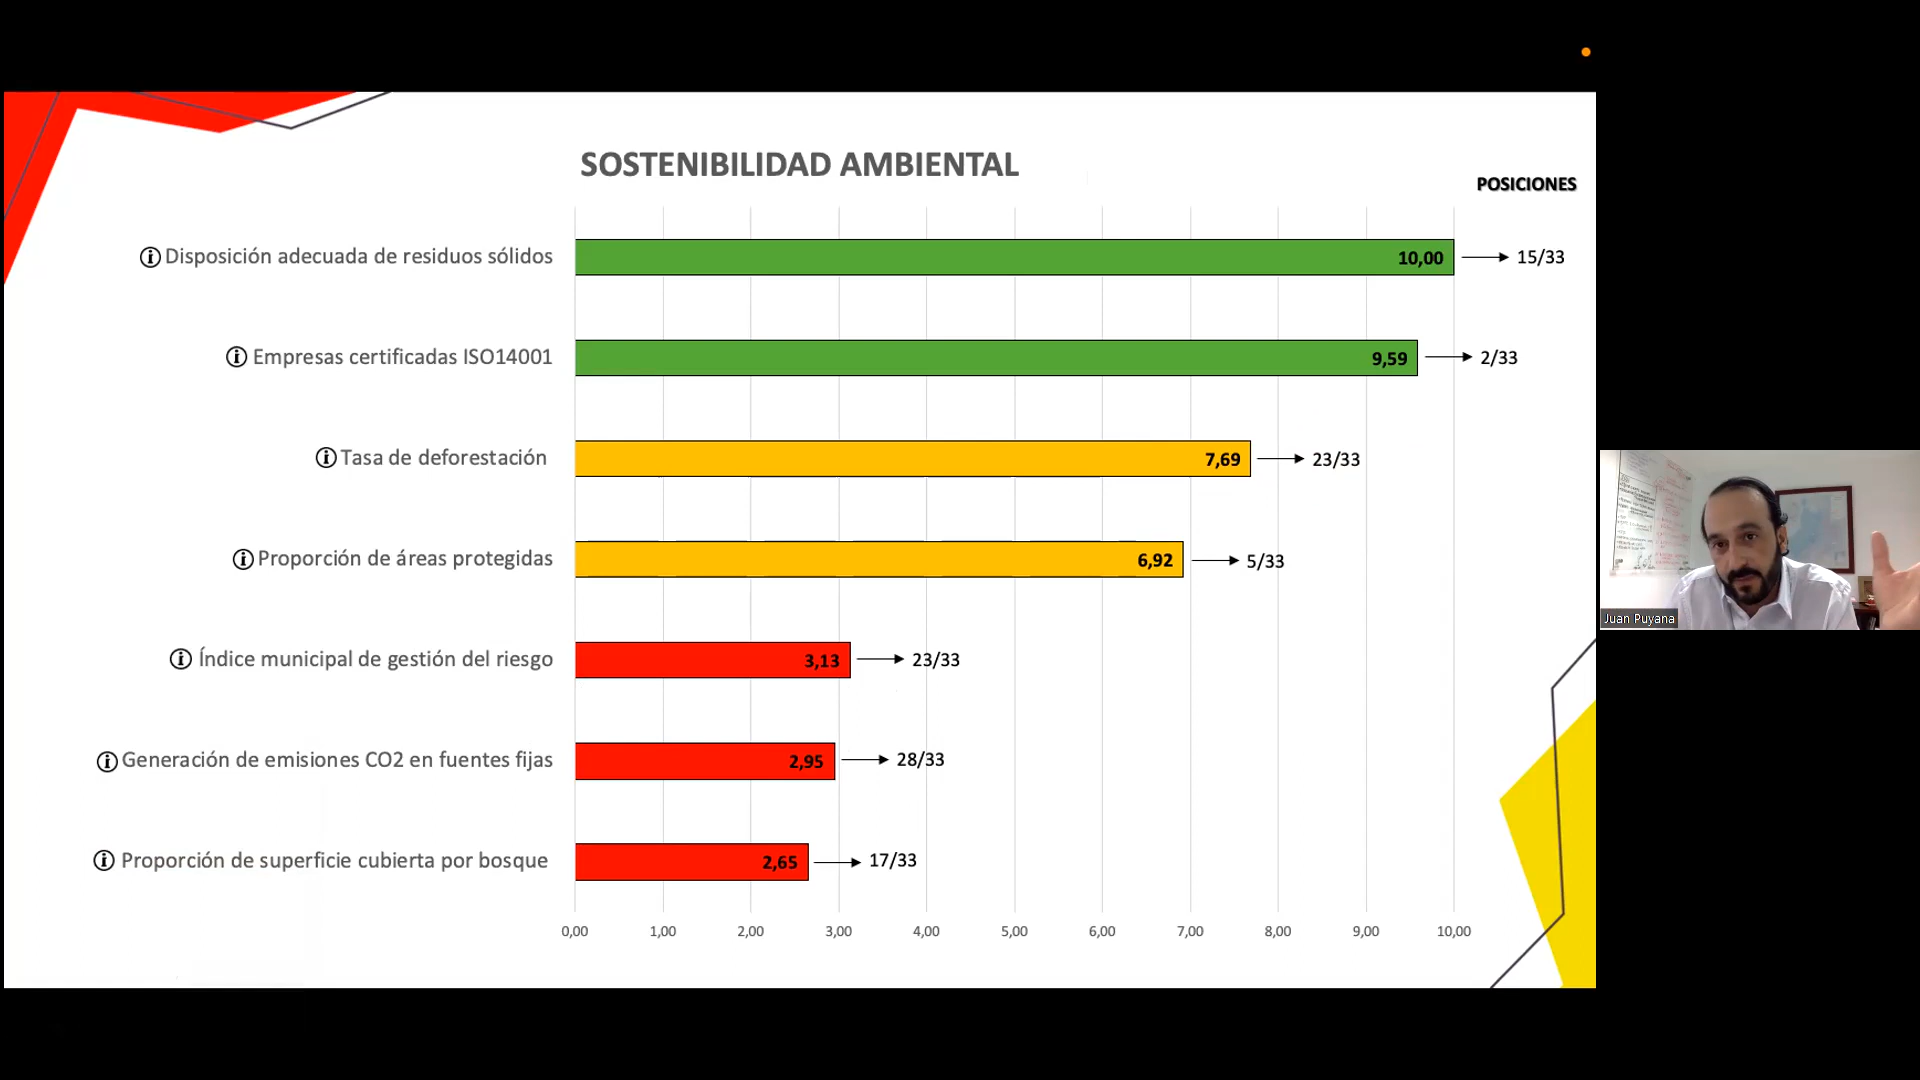 SOSTENIBILIDAD AMBIENTAL
POSICIONES
Disposición adecuada de residuos sólidos 10,00 15/33
Empresas certificadas ISO14001 9,59 2/33
Tasa de deforestación 7,69 23/33
Proporción de áreas protegidas 6,92 5/33
Índice municipal de gestión del riesgo 3,13 23/33
Generación de emisiones CO2 en fuentes fijas 2,95 28/33
Proporción de superficie cubierta por bosque 2,65 17/33
0,00 1,00 2,00 3,00 4,00 5,00 6,00 7,00 8,00 9,00 10,00
Juan Puyana